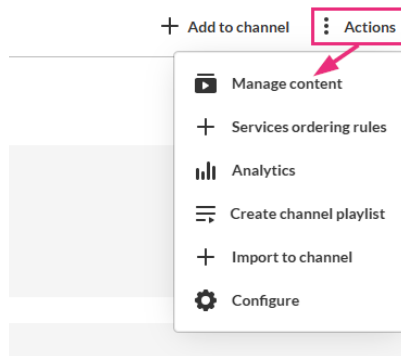 Add to channel
Actions
Manage content
Services ordering rules
Analytics
Create channel playlist
Import to channel
Configure